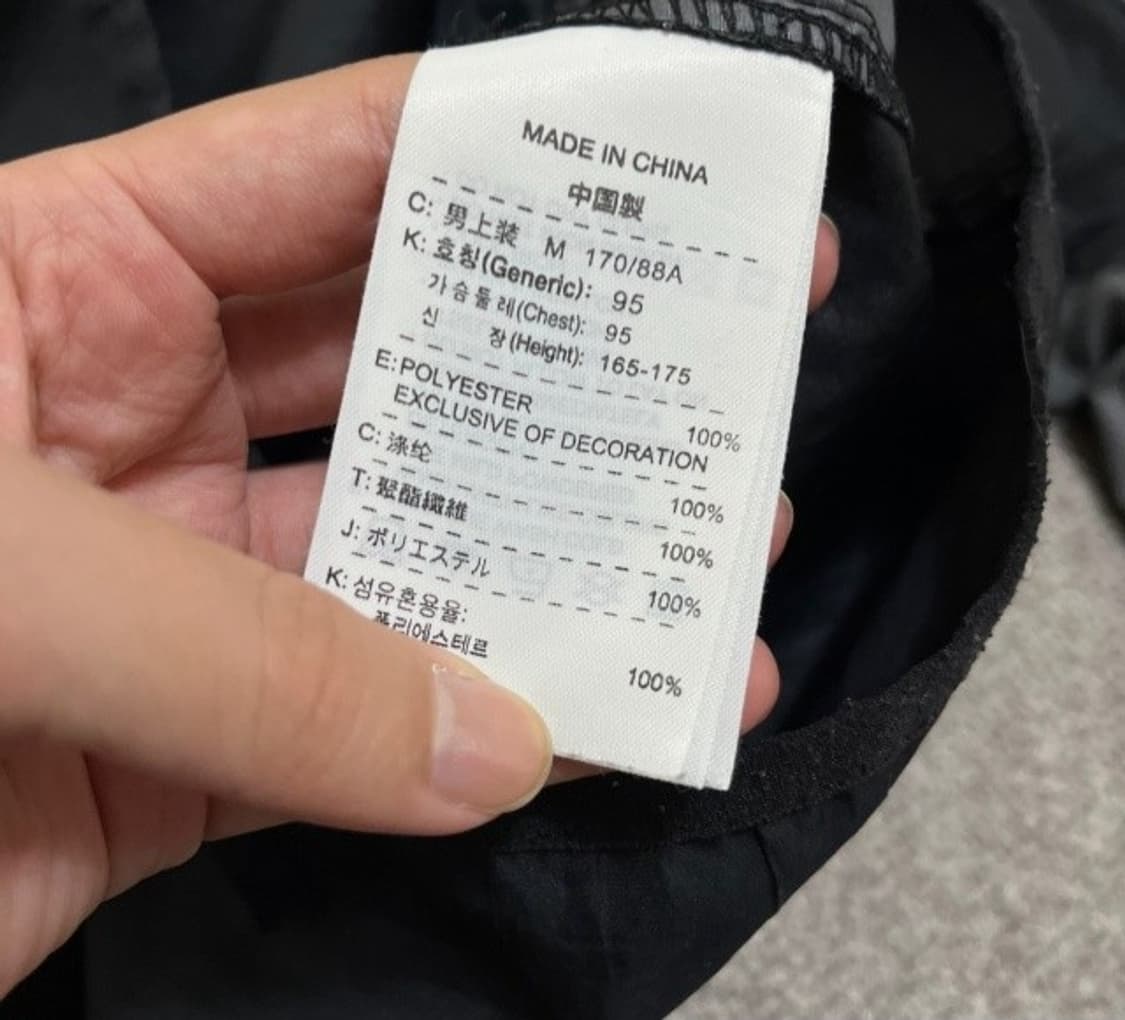 MADE IN CHINA
中国製
C: 男上装 M 170/88A
K: 호칭(Generic): 95
가슴둘레(Chest): 95
신 장(Height): 165-175
E:POLYESTER 100%
EXCLUSIVE OF DECORATION
C: 涤纶 100%
T: 聚酯纖維 100%
J: ポリエステル 100%
K: 섬유혼용율:
폴리에스테르 100%